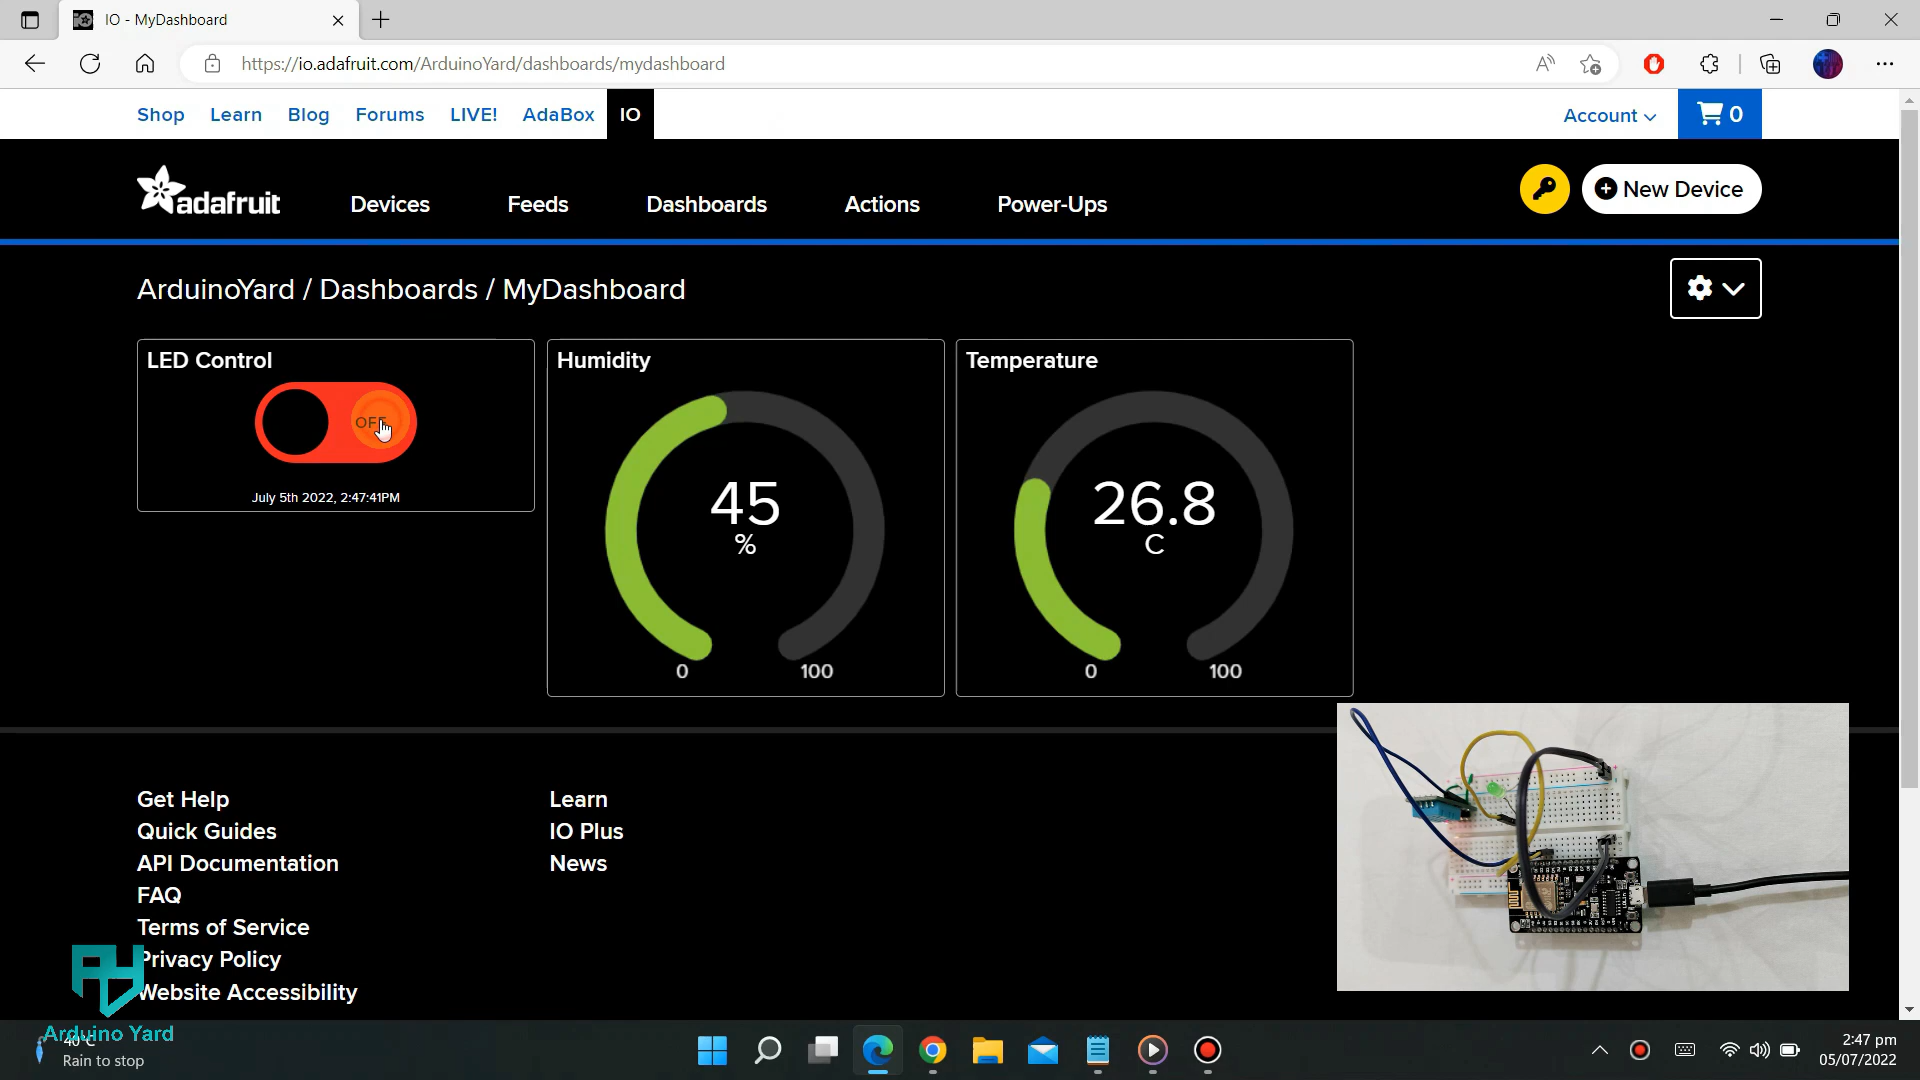 IO - MyDashboard
https://io.adafruit.com/ArduinoYard/dashboards/mydashboard
Shop Learn Blog Forums LIVE! AdaBox IO Account 0
adafruit Devices Feeds Dashboards Actions Power-Ups New Device
ArduinoYard / Dashboards / MyDashboard
LED Control
OFF
July 5th 2022, 2:47:41PM
Humidity
45
%
0 100
Temperature
26.8
C
0 100
Get Help
Quick Guides
API Documentation
FAQ
Terms of Service
Privacy Policy
Website Accessibility
Learn
IO Plus
News
Arduino Yard
40°C
Rain to stop
2:47 pm
05/07/2022